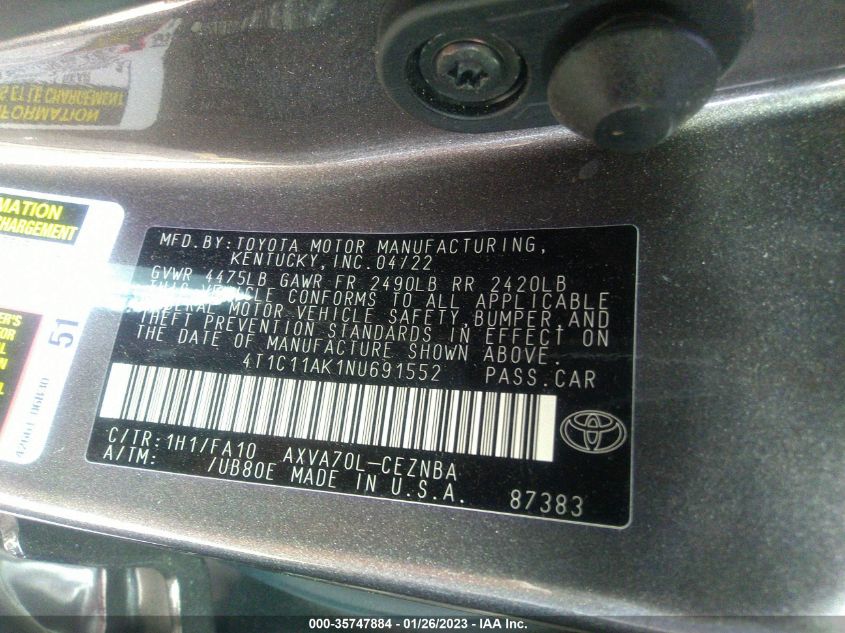 MATION
CHARGEMENT
51
42661 06B40
MFD.BY:TOYOTA MOTOR MANUFACTURING,
KENTUCKY, INC. 04/22
GVWR 4475LB GAWR FR 2490LB RR 2420LB
THIS VEHICLE CONFORMS TO ALL APPLICABLE
FEDERAL MOTOR VEHICLE SAFETY, BUMPER, AND
THEFT PREVENTION STANDARDS IN EFFECT ON
THE DATE OF MANUFACTURE SHOWN ABOVE.
4T1C11AK1NU691552 PASS.CAR
C/TR:1H1/FA10 AXVA70L-CEZNBA
A/TM: /UB80E MADE IN U.S.A.
87383
000-35747884 - 01/26/2023 - IAA Inc.